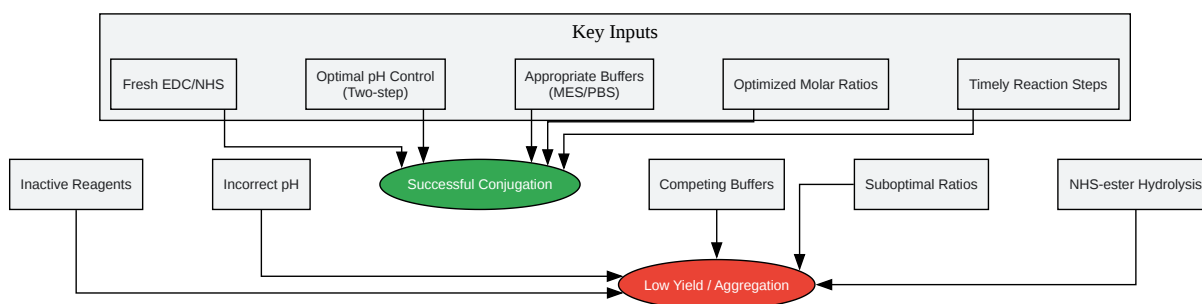 Key Inputs
Fresh EDC/NHS
Optimal pH Control
(Two-step)
Appropriate Buffers
(MES/PBS)
Optimized Molar Ratios
Timely Reaction Steps
Inactive Reagents
Incorrect pH
Successful Conjugation
Competing Buffers
Suboptimal Ratios
NHS-ester Hydrolysis
Low Yield / Aggregation